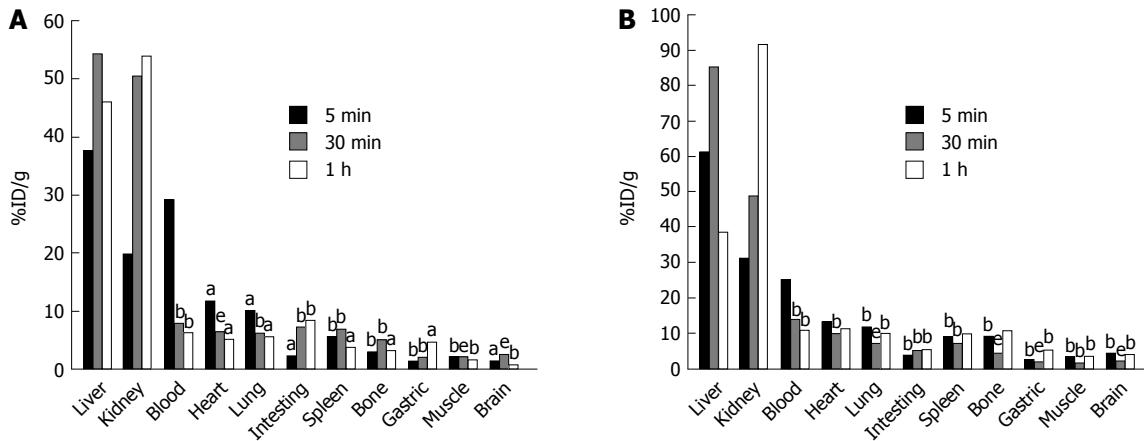 A
60
50
40
30
20
10
0
%ID/g
5 min
30 min
1 h
b b
a e a
a b a
a b b
b b a
b b a
b b a
b e b
a e b
Liver
Kidney
Blood
Heart
Lung
Intesting
Spleen
Bone
Gastric
Muscle
Brain
B
100
90
80
70
60
50
40
30
20
10
0
%ID/g
5 min
30 min
1 h
b b
b
b e b
b b b
b b
b e
b e b
b b b
b e b
Liver
Kidney
Blood
Heart
Lung
Intesting
Spleen
Bone
Gastric
Muscle
Brain